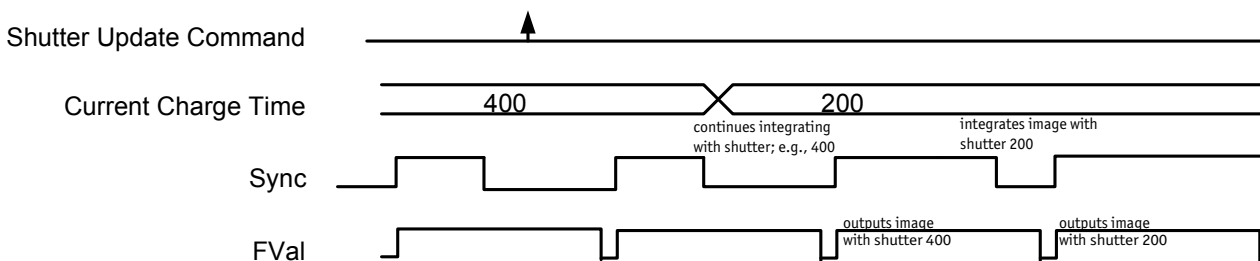 Shutter Update Command
Current Charge Time
400
200
continues integrating
with shutter; e.g., 400
integrates image with
shutter 200
Sync
outputs image
with shutter 400
outputs image
with shutter 200
FVal